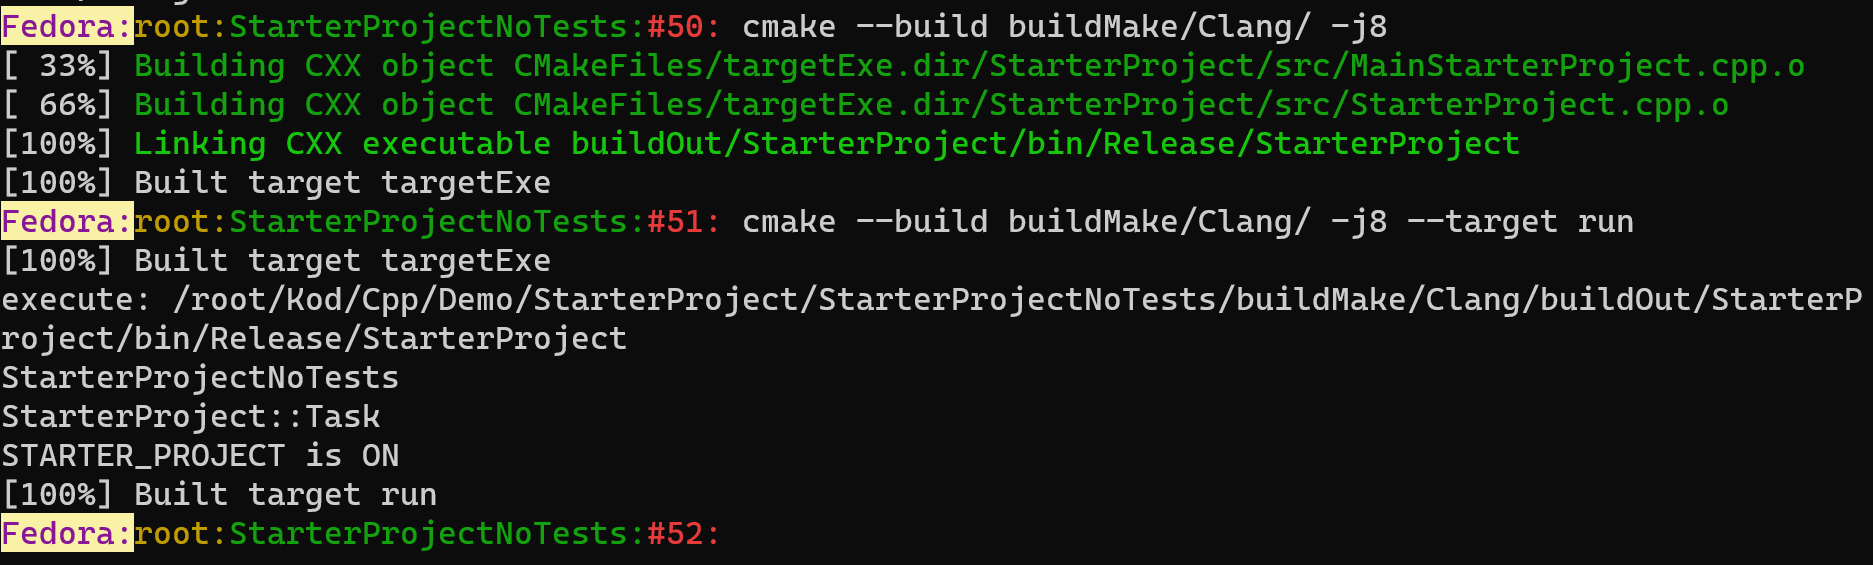 Fedora:root:StarterProjectNoTests:#50: cmake --build buildMake/Clang/ -j8
[ 33%] Building CXX object CMakeFiles/targetExe.dir/StarterProject/src/MainStarterProject.cpp.o
[ 66%] Building CXX object CMakeFiles/targetExe.dir/StarterProject/src/StarterProject.cpp.o
[100%] Linking CXX executable buildOut/StarterProject/bin/Release/StarterProject
[100%] Built target targetExe
Fedora:root:StarterProjectNoTests:#51: cmake --build buildMake/Clang/ -j8 --target run
[100%] Built target targetExe
execute: /root/Kod/Cpp/Demo/StarterProject/StarterProjectNoTests/buildMake/Clang/buildOut/StarterP
roject/bin/Release/StarterProject
StarterProjectNoTests
StarterProject::Task
STARTER_PROJECT is ON
[100%] Built target run
Fedora:root:StarterProjectNoTests:#52: